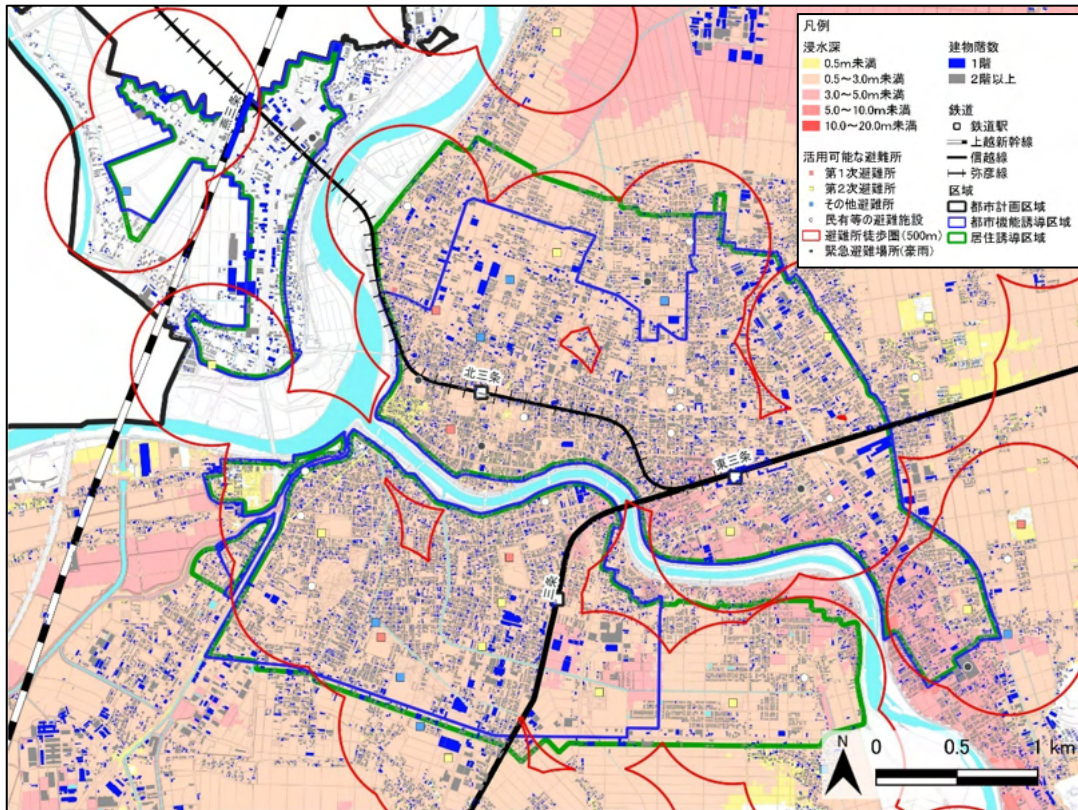 凡例
浸水深
0.5m未満
0.5～3.0m未満
3.0～5.0m未満
5.0～10.0m未満
10.0～20.0m未満
活用可能な避難所
第1次避難所
第2次避難所
その他避難所
民有等の避難施設
避難所徒歩圏(500m)
緊急避難場所(豪雨)
建物階数
1階
2階以上
鉄道
鉄道駅
上越新幹線
信越線
弥彦線
区域
都市計画区域
都市機能誘導区域
居住誘導区域
燕三条
北三条
東三条
三条
N
0 0.5 1 km